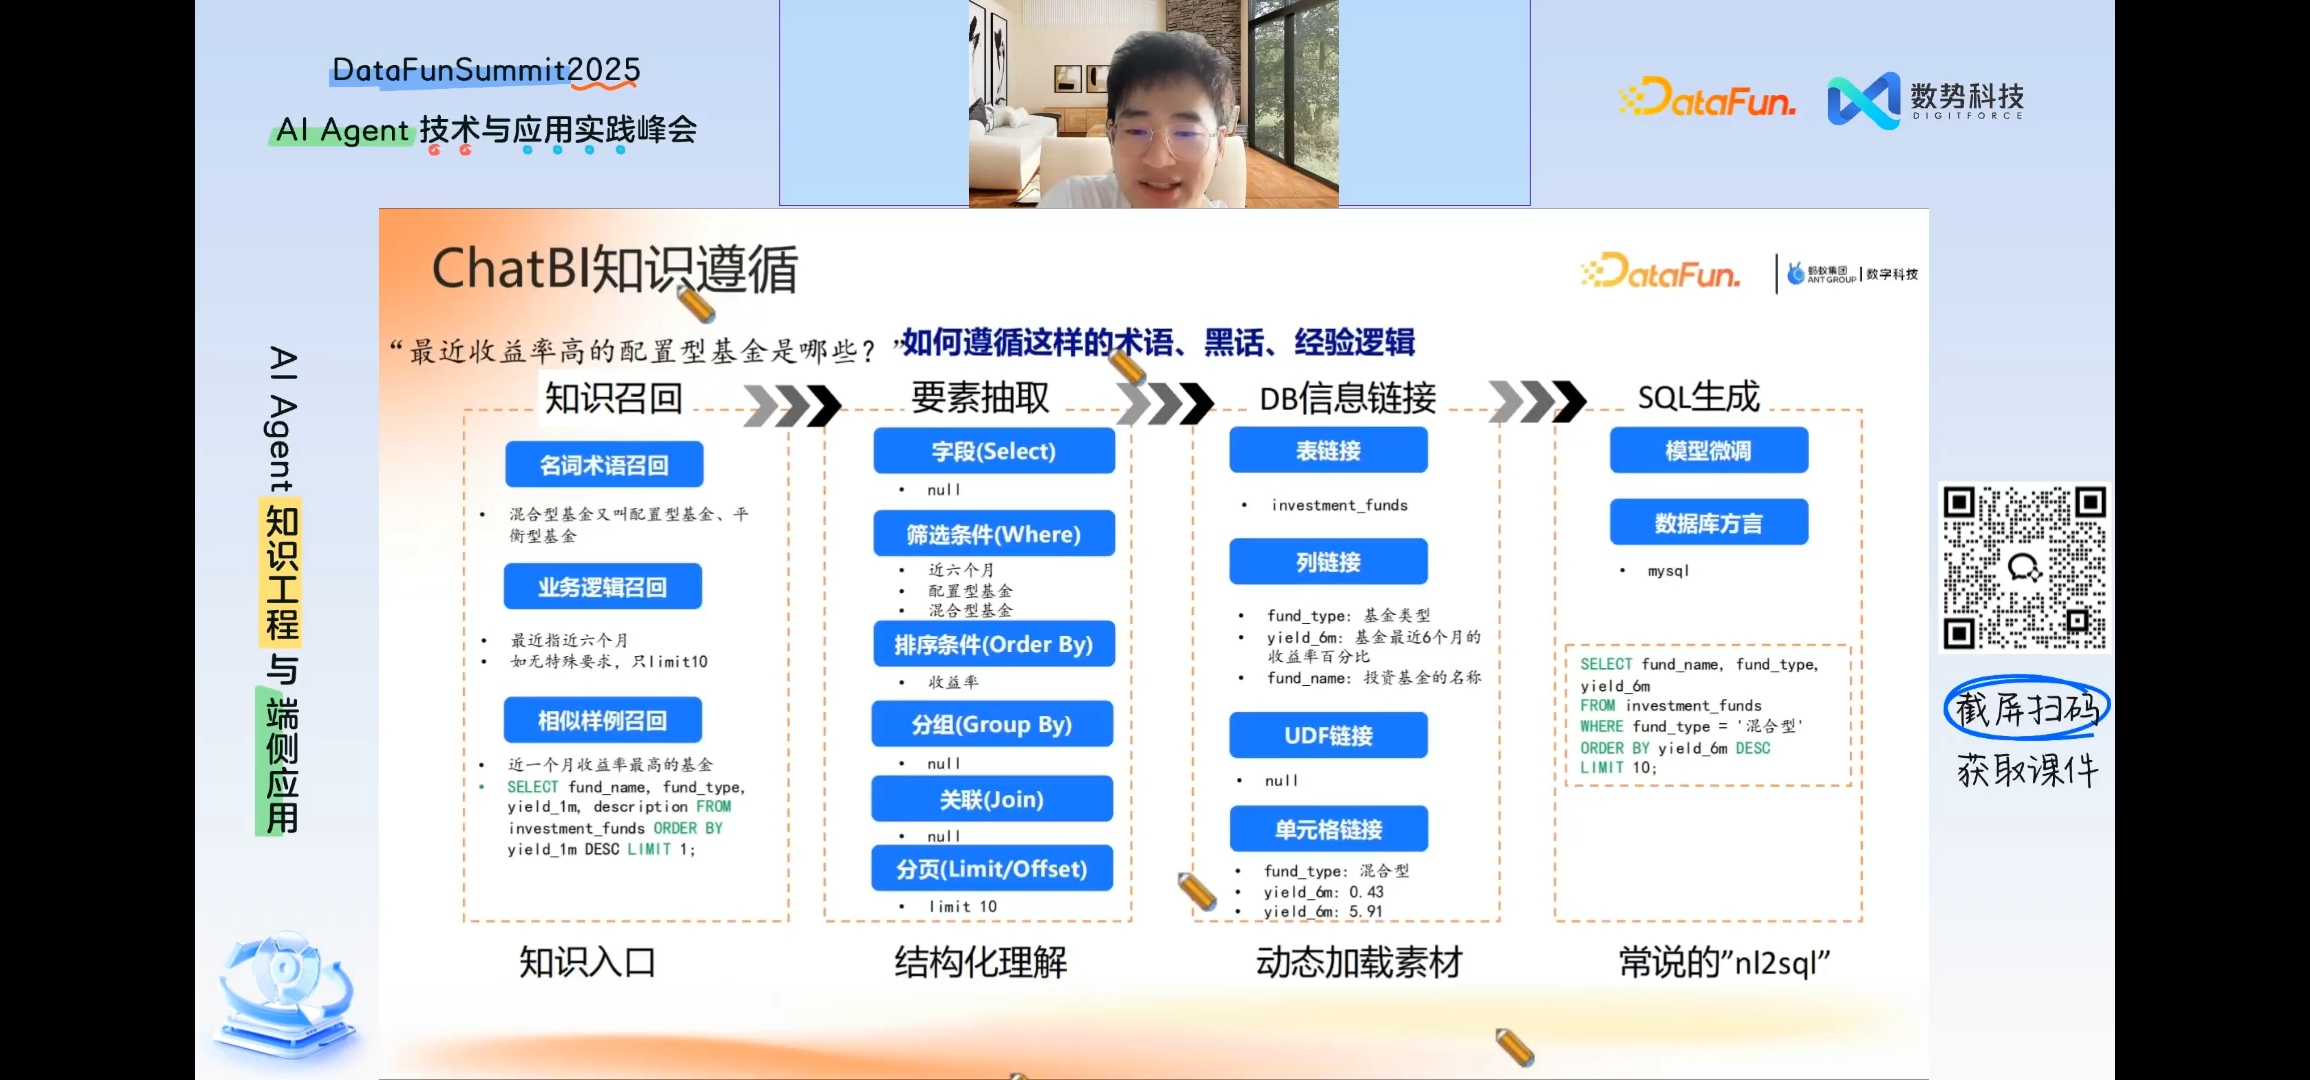 DataFunSummit2025
AI Agent 技术与应用实践峰会
DataFun.
数势科技
DIGITFORCE
AI Agent 知识工程 与 端侧应用
ChatBI知识遵循
DataFun.
蚂蚁集团
ANT GROUP
数字科技
“最近收益率高的配置型基金是哪些？”
如何遵循这样的术语、黑话、经验逻辑
知识召回
名词术语召回
• 混合型基金又叫配置型基金、平
衡型基金
业务逻辑召回
• 最近指近六个月
• 如无特殊要求，只limit10
相似样例召回
• 近一个月收益率最高的基金
• SELECT fund_name, fund_type,
yield_1m, description FROM
investment_funds ORDER BY
yield_1m DESC LIMIT 1;
知识入口
要素抽取
字段(Select)
• null
筛选条件(Where)
• 近六个月
• 配置型基金
• 混合型基金
排序条件(Order By)
• 收益率
分组(Group By)
• null
关联(Join)
• null
分页(Limit/Offset)
• limit 10
结构化理解
DB信息链接
表链接
• investment_funds
列链接
• fund_type: 基金类型
• yield_6m: 基金最近6个月的
收益率百分比
• fund_name: 投资基金的名称
UDF链接
• null
单元格链接
• fund_type: 混合型
• yield_6m: 0.43
• yield_6m: 5.91
动态加载素材
SQL生成
模型微调
数据库方言
• mysql
SELECT fund_name, fund_type,
yield_6m
FROM investment_funds
WHERE fund_type = '混合型'
ORDER BY yield_6m DESC
LIMIT 10;
常说的”nl2sql”
截屏扫码
获取课件